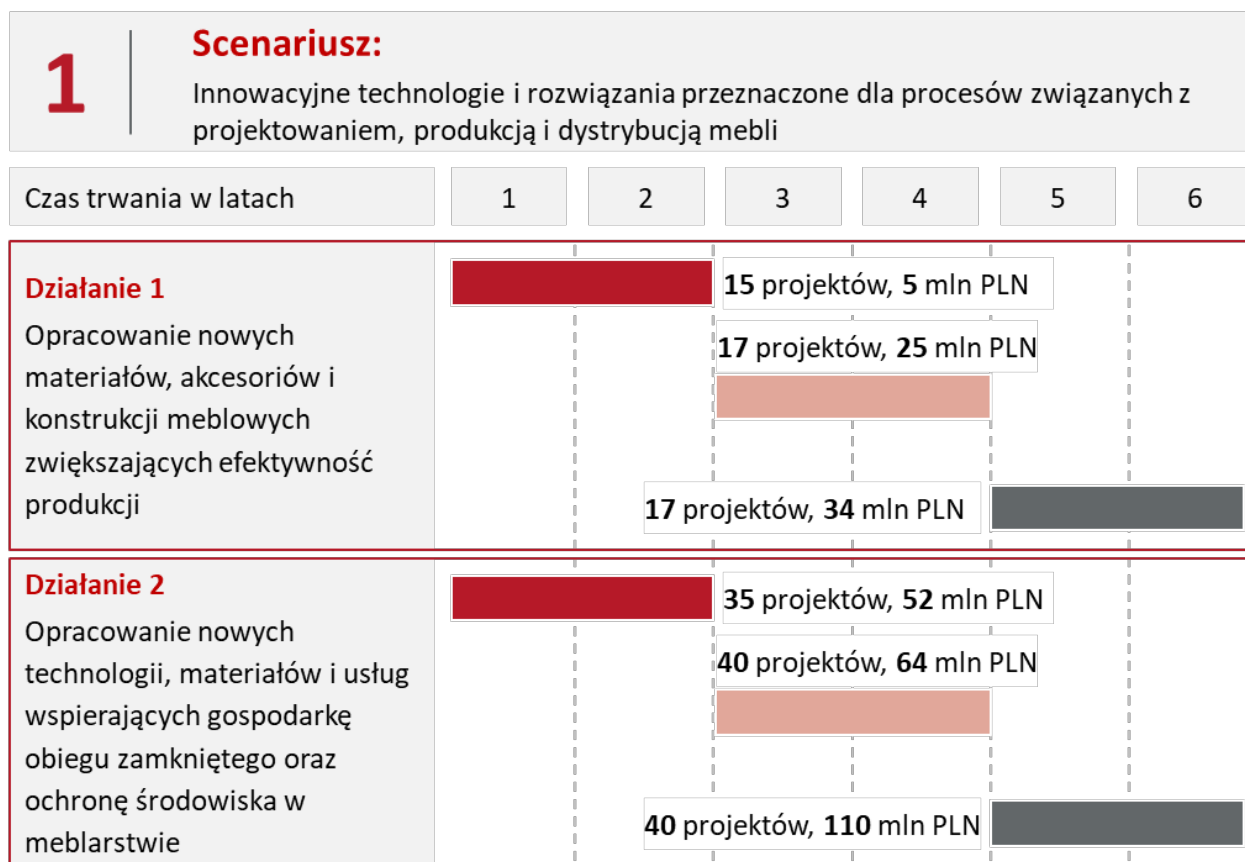 1
Scenariusz:
Innowacyjne technologie i rozwiązania przeznaczone dla procesów związanych z
projektowaniem, produkcją i dystrybucją mebli
Czas trwania w latach 1 2 3 4 5 6
Działanie 1
Opracowanie nowych
materiałów, akcesoriów i
konstrukcji meblowych
zwiększających efektywność
produkcji
15 projektów, 5 mln PLN
17 projektów, 25 mln PLN
17 projektów, 34 mln PLN
Działanie 2
Opracowanie nowych
technologii, materiałów i usług
wspierających gospodarkę
obiegu zamkniętego oraz
ochronę środowiska w
meblarstwie
35 projektów, 52 mln PLN
40 projektów, 64 mln PLN
40 projektów, 110 mln PLN